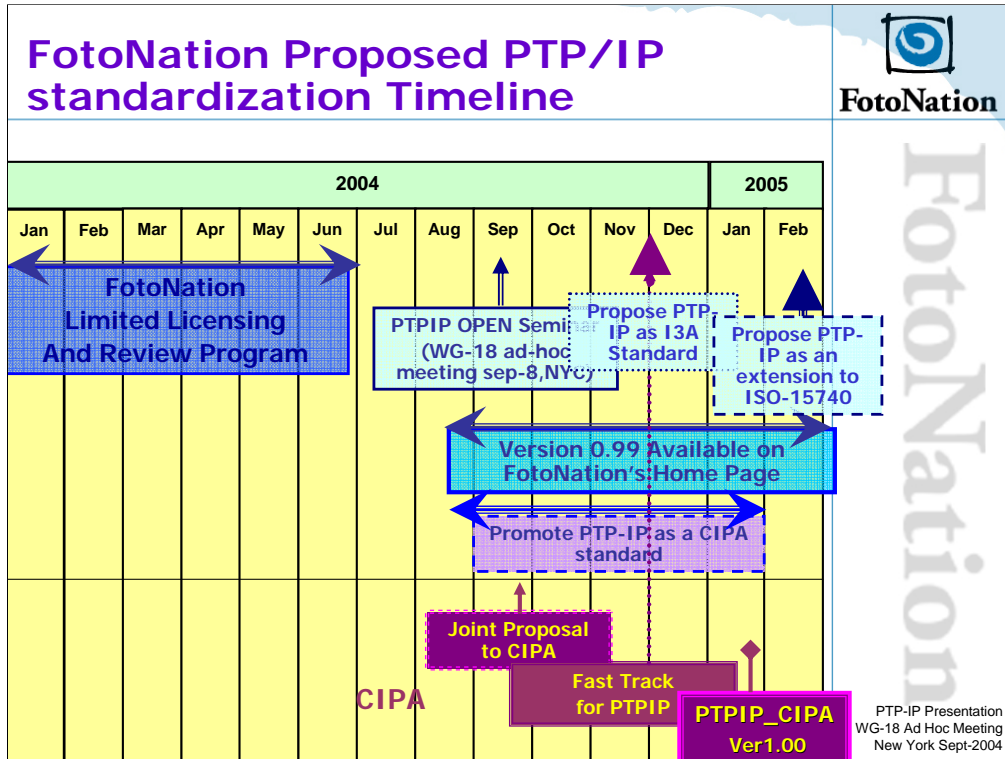 FotoNation Proposed PTP/IP
standardization Timeline
FotoNation
FotoNation
2004
2005
Jan Feb Mar Apr May Jun Jul Aug Sep Oct Nov Dec Jan Feb
FotoNation
Limited Licensing
And Review Program
PTPIP OPEN Seminar
(WG-18 ad-hoc
meeting sep-8,NYC)
Propose PTP-
IP as I3A
Standard
Propose PTP-
IP as an
extension to
ISO-15740
Version 0.99 Available on
FotoNation's Home Page
Promote PTP-IP as a CIPA
standard
Joint Proposal
to CIPA
CIPA
Fast Track
for PTPIP
PTPIP_CIPA
Ver1.00
PTP-IP Presentation
WG-18 Ad Hoc Meeting
New York Sept-2004